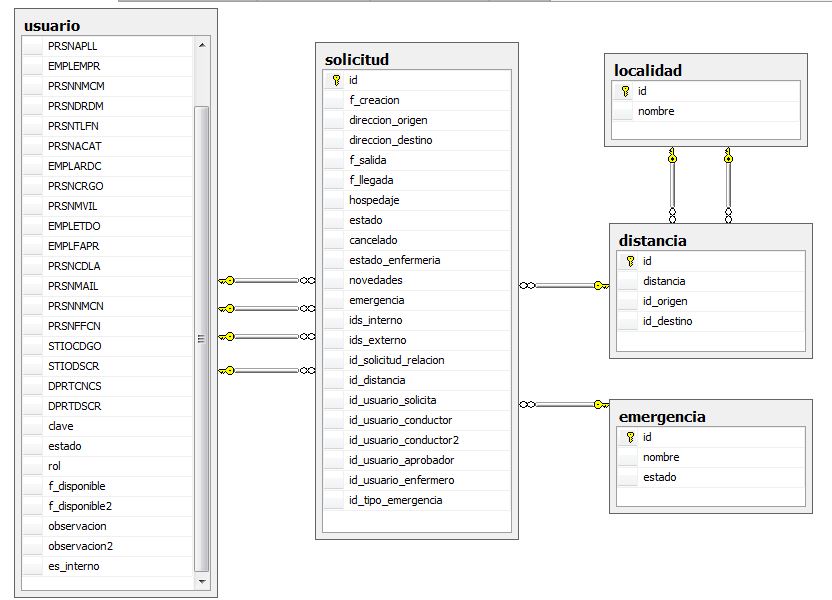 usuario
PRSNAPLL
EMPLEMPR
PRSNNMCM
PRSNDRDM
PRSNTLFN
PRSNACAT
EMPLARDC
PRSNCRGO
PRSNMVIL
EMPLETDO
EMPLFAPR
PRSNCDLA
PRSNMAIL
PRSNNMCN
PRSNFFCN
STIOCDGO
STIODSCR
DPRTCNCS
DPRTDSCR
clave
estado
rol
f_disponible
f_disponible2
observacion
observacion2
es_interno
solicitud
id
f_creacion
direccion_origen
direccion_destino
f_salida
f_llegada
hospedaje
estado
cancelado
estado_enfermeria
novedades
emergencia
ids_interno
ids_externo
id_solicitud_relacion
id_distancia
id_usuario_solicita
id_usuario_conductor
id_usuario_conductor2
id_usuario_aprobador
id_usuario_enfermero
id_tipo_emergencia
localidad
id
nombre
distancia
id
distancia
id_origen
id_destino
emergencia
id
nombre
estado